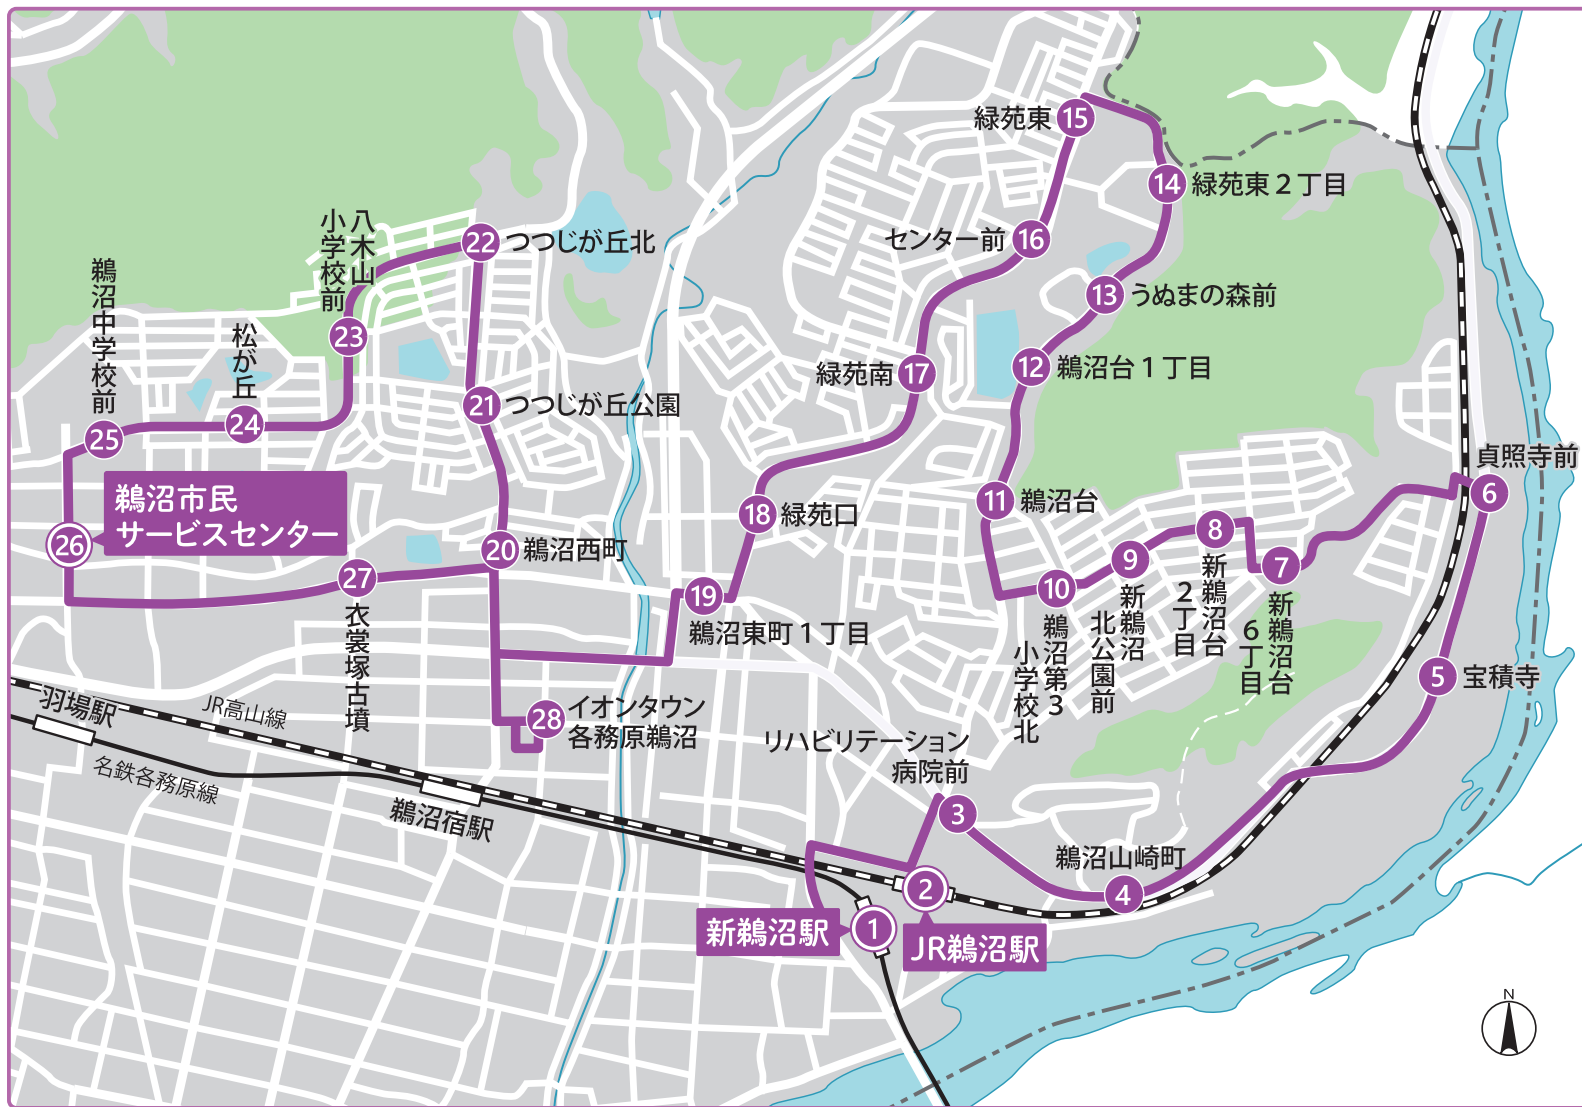 1
新鵜沼駅
2
JR鵜沼駅
3
リハビリテーション
病院前
4
鵜沼山崎町
5
宝積寺
6
貞照寺前
7
新鵜沼台
6丁目
8
新鵜沼台
2丁目
9
新鵜沼
北公園前
10
鵜沼第3
小学校北
11
鵜沼台
12
鵜沼台1丁目
13
うぬまの森前
14
緑苑東2丁目
15
緑苑東
16
センター前
17
緑苑南
18
緑苑口
19
鵜沼東町1丁目
20
鵜沼西町
21
つつじが丘公園
22
つつじが丘北
23
八木山
小学校前
24
松が丘
25
鵜沼中学校前
26
鵜沼市民
サービスセンター
27
衣裳塚古墳
28
イオンタウン
各務原鵜沼
羽場駅
JR高山線
名鉄各務原線
鵜沼宿駅
N